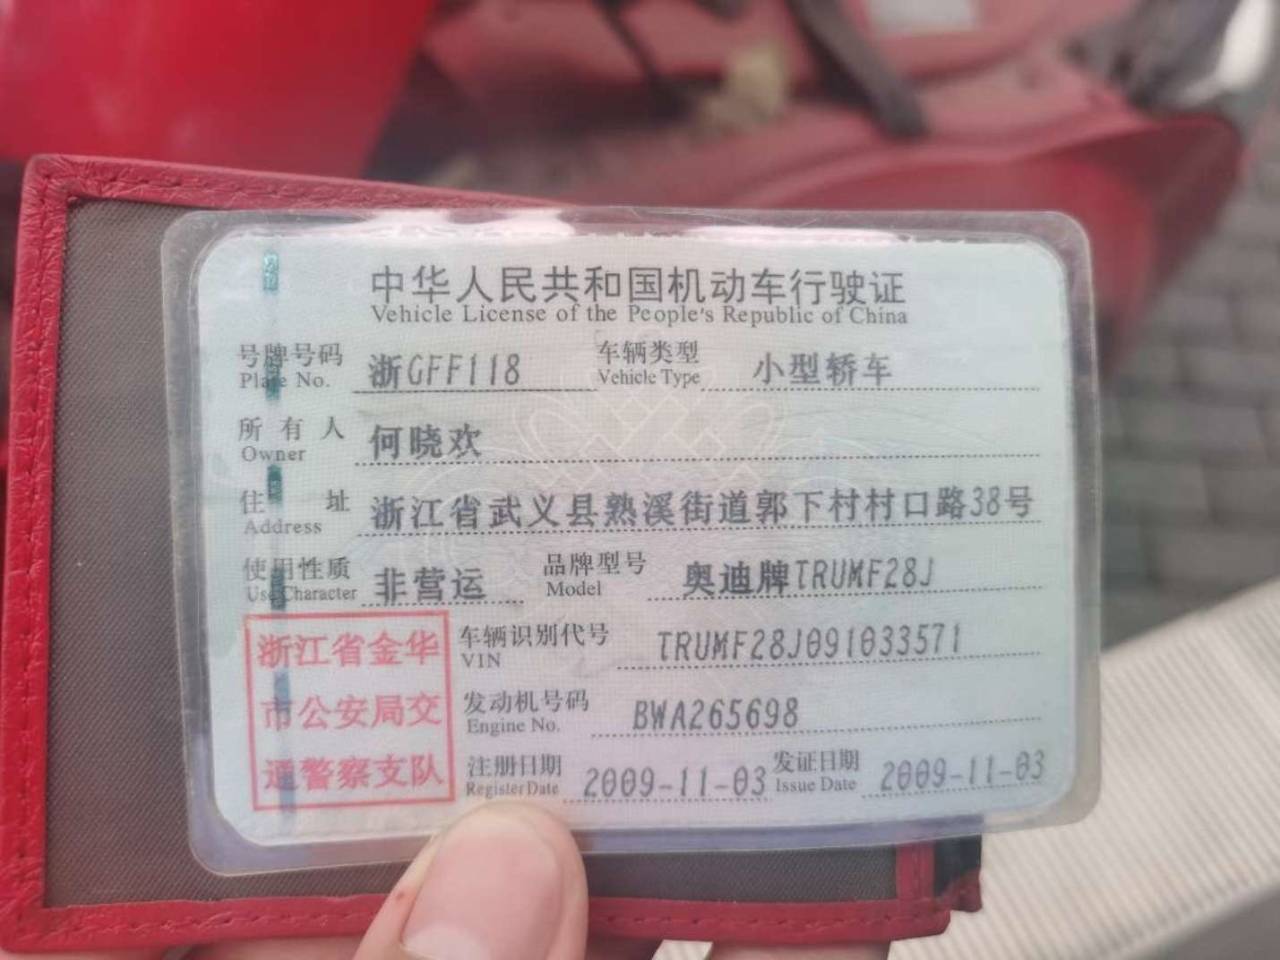 中华人民共和国机动车行驶证
Vehicle License of the People's Republic of China
号牌号码 浙GFF118 车辆类型 小型轿车
Plate No. Vehicle Type
所有人 何晓欢
Owner
住址 浙江省武义县熟溪街道郭下村村口路38号
Address
使用性质 非营运 品牌型号 奥迪牌TRUMF28J
Use Character Model
浙江省金华
市公安局交
通警察支队
车辆识别代号 TRUMF28J091033571
VIN
发动机号码 BWA265698
Engine No.
注册日期 2009-11-03 发证日期 2009-11-03
Register Date Issue Date